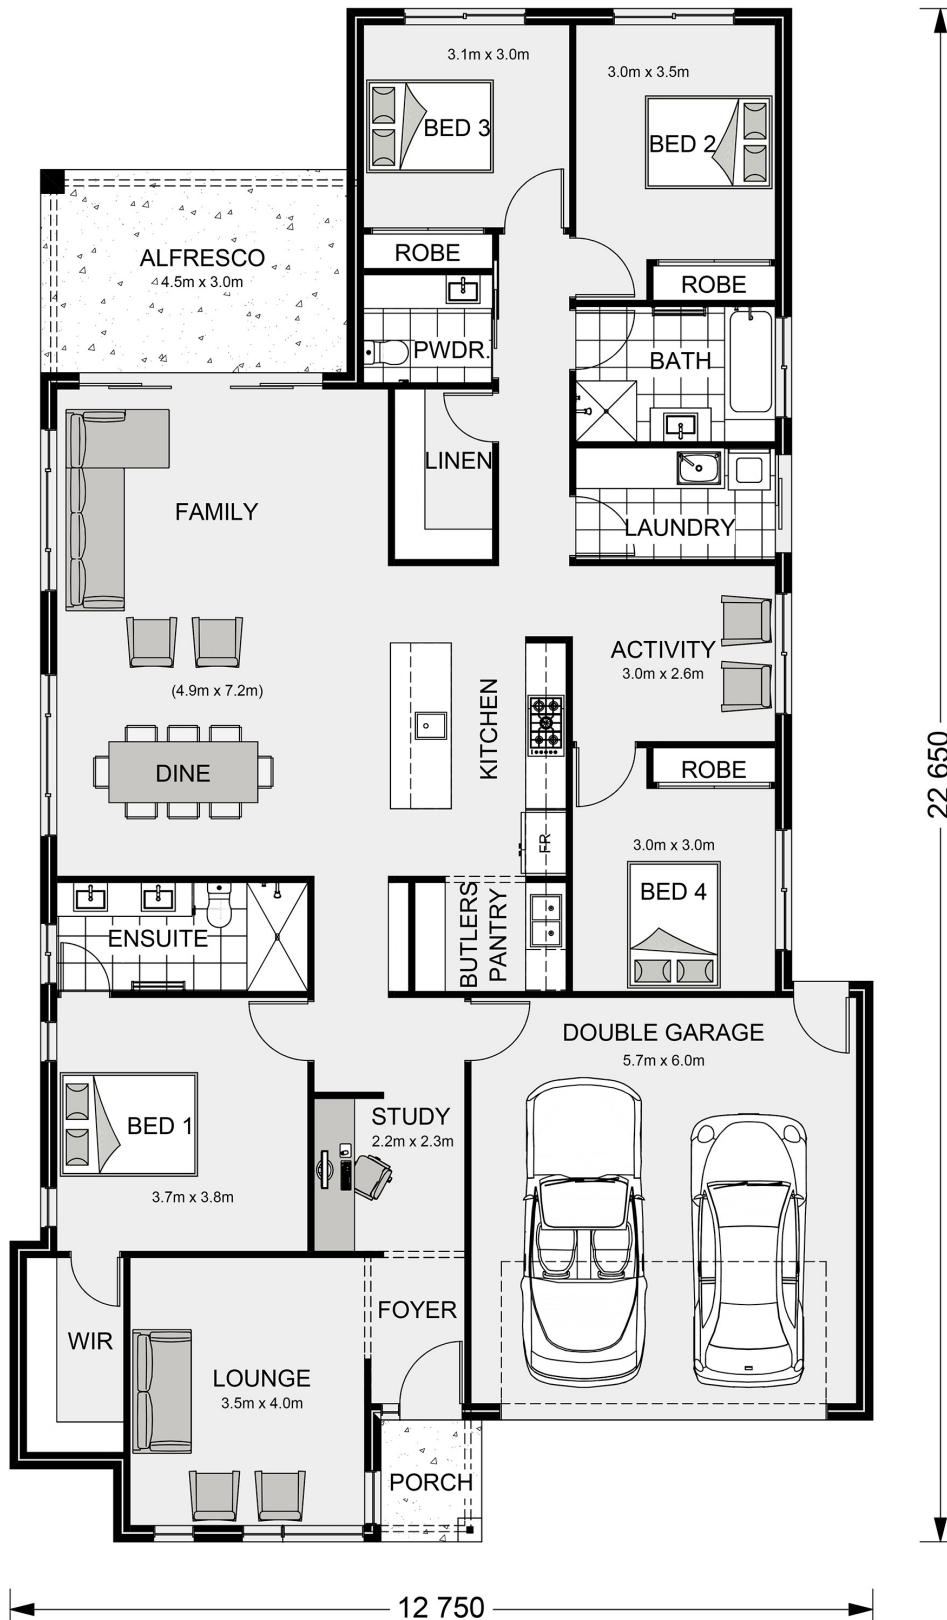 3.1m x 3.0m
BED 3
3.0m x 3.5m
BED 2
ROBE
ROBE
ALFRESCO
4.5m x 3.0m
PWDR.
BATH
LINEN
LAUNDRY
FAMILY
(4.9m x 7.2m)
DINE
KITCHEN
ACTIVITY
3.0m x 2.6m
ROBE
FR
3.0m x 3.0m
BED 4
22 650
ENSUITE
BUTLERS
PANTRY
DOUBLE GARAGE
5.7m x 6.0m
BED 1
3.7m x 3.8m
STUDY
2.2m x 2.3m
WIR
LOUNGE
3.5m x 4.0m
FOYER
PORCH
12 750